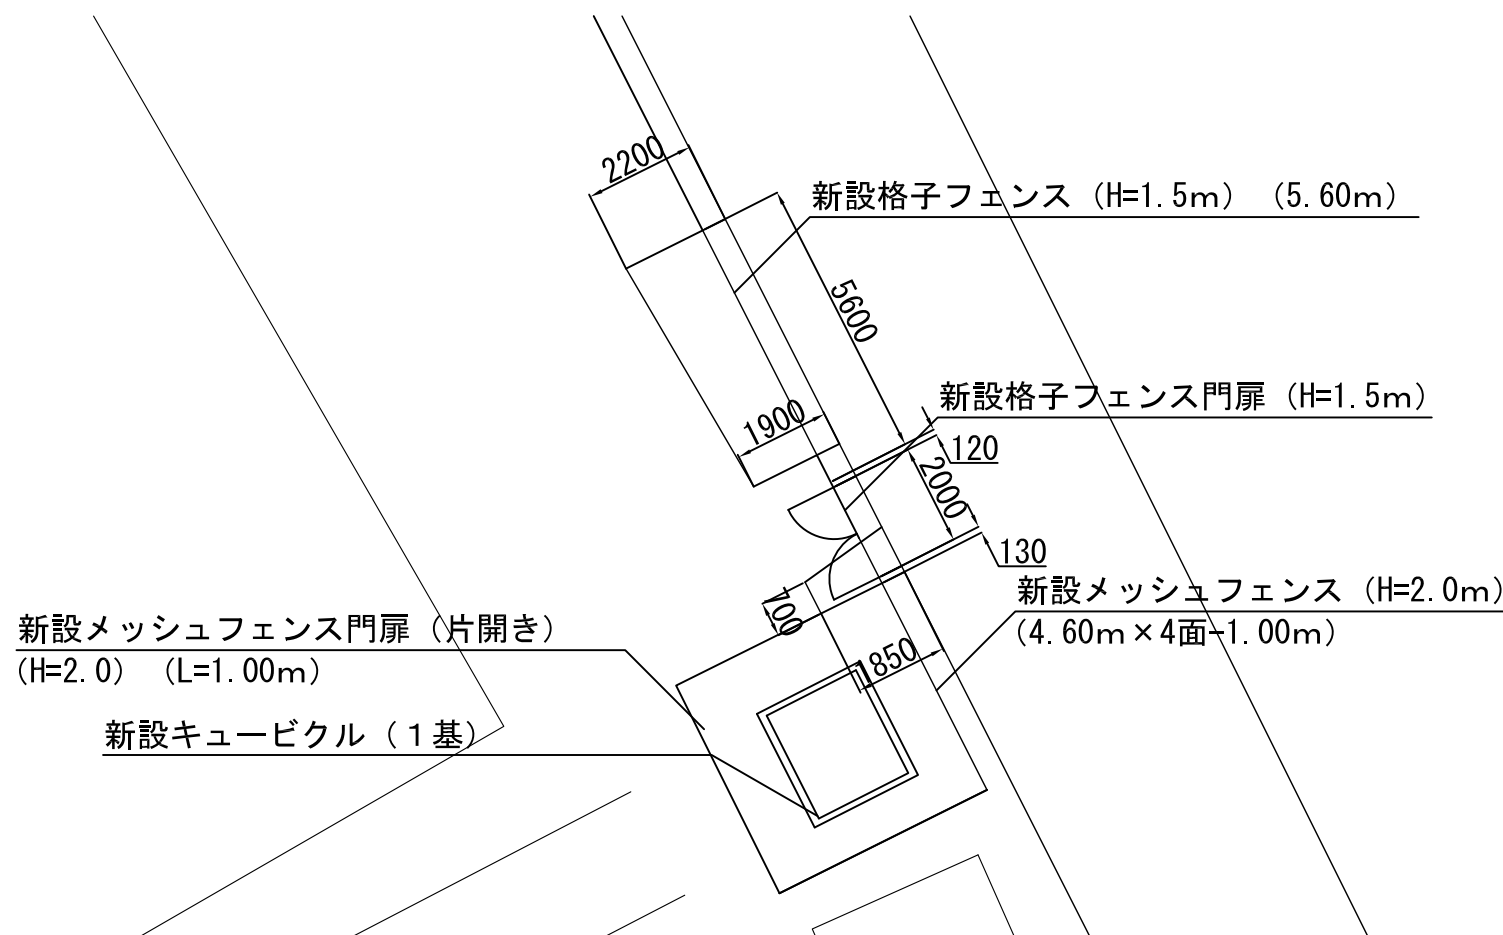 2200
新設格子フェンス（H=1.5ｍ）（5.60ｍ）
5600
新設格子フェンス門扉（H=1.5ｍ）
1900
120
2000
130
新設メッシュフェンス（H=2.0ｍ）
（4.60ｍ×4面-1.00ｍ）
700
新設メッシュフェンス門扉（片開き）
（H=2.0）（L=1.00ｍ）
1850
新設キュービクル（１基）